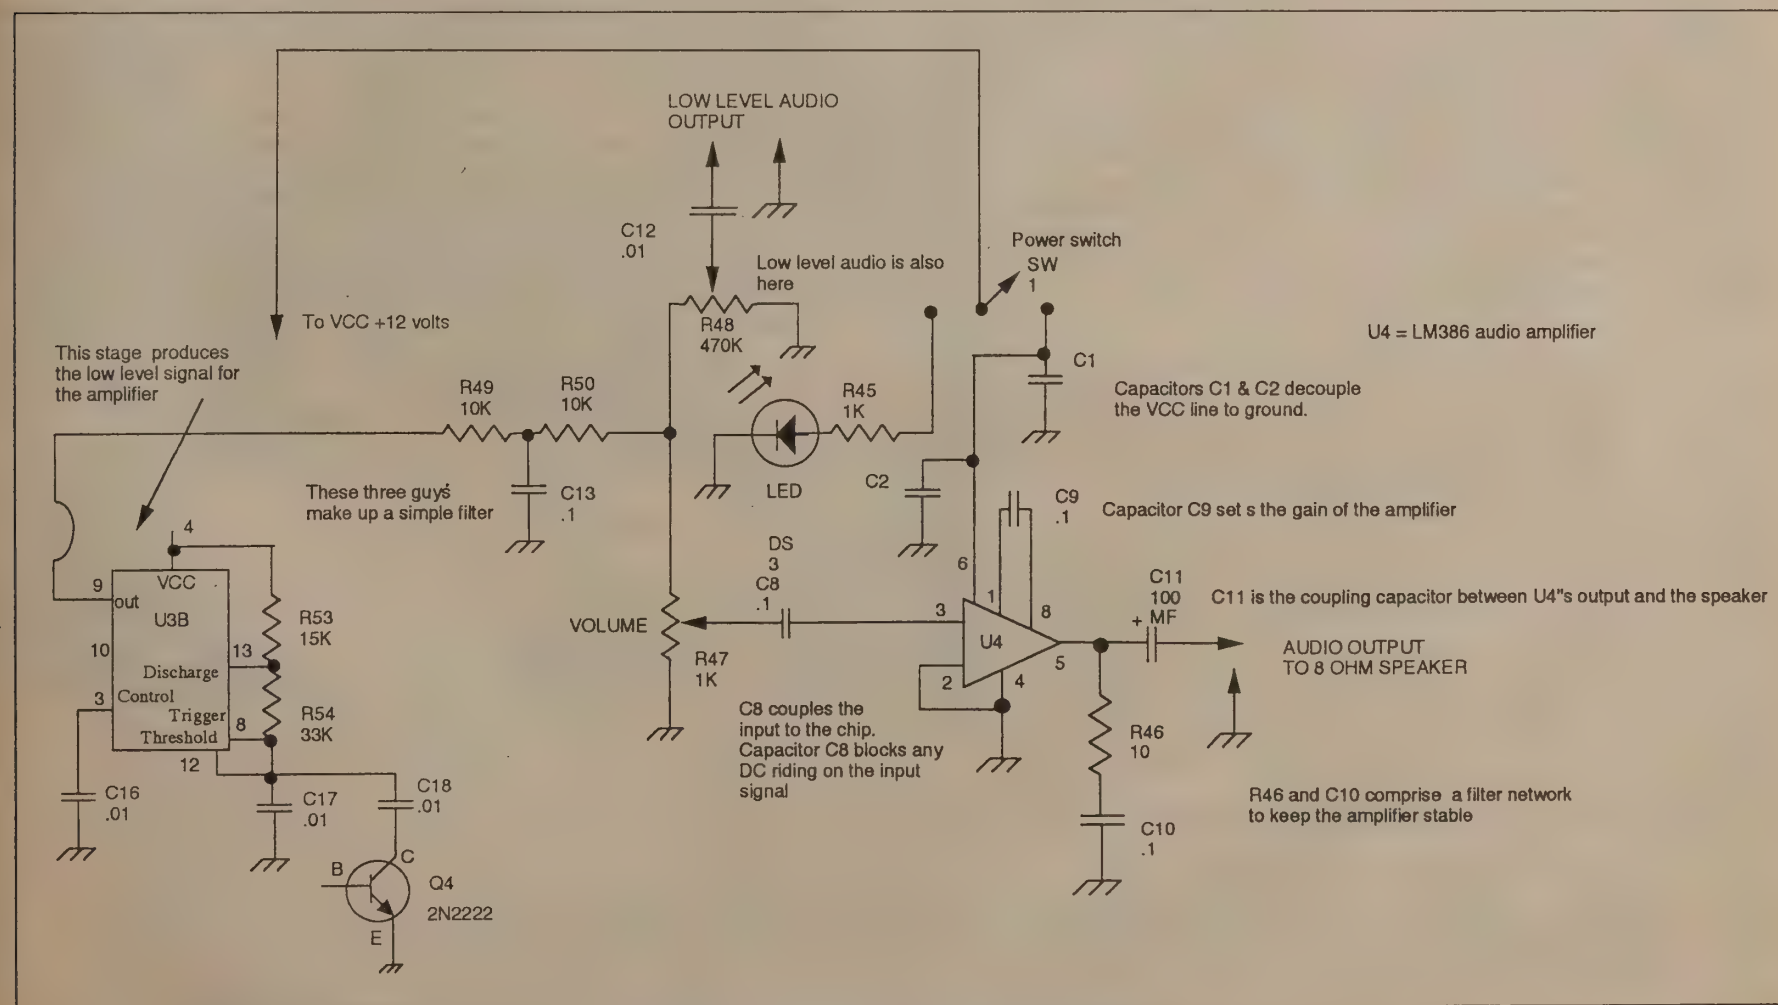 LOW LEVEL AUDIO
OUTPUT
C12
.01
Low level audio is also
here
Power switch
SW
1
To VCC +12 volts
R48
470K
U4 = LM386 audio amplifier
This stage produces
the low level signal for
the amplifier
C1
R49
10K
R50
10K
R45
1K
Capacitors C1 & C2 decouple
the VCC line to ground.
These three guys
make up a simple filter
C13
.1
LED
C2
C9
.1
Capacitor C9 set s the gain of the amplifier
4
VCC
9
out
U3B
10
R53
15K
13
Discharge
3
Control
Trigger
8
Threshold
12
R54
33K
DS
3
C8
.1
VOLUME
R47
1K
6
1
3
8
U4
2
4
5
C11
100
+ MF
C11 is the coupling capacitor between U4"s output and the speaker
AUDIO OUTPUT
TO 8 OHM SPEAKER
C8 couples the
input to the chip.
Capacitor C8 blocks any
DC riding on the input
signal
R46
10
C16
.01
C17
.01
C18
.01
R46 and C10 comprise a filter network
to keep the amplifier stable
C10
.1
B
C
Q4
2N2222
E